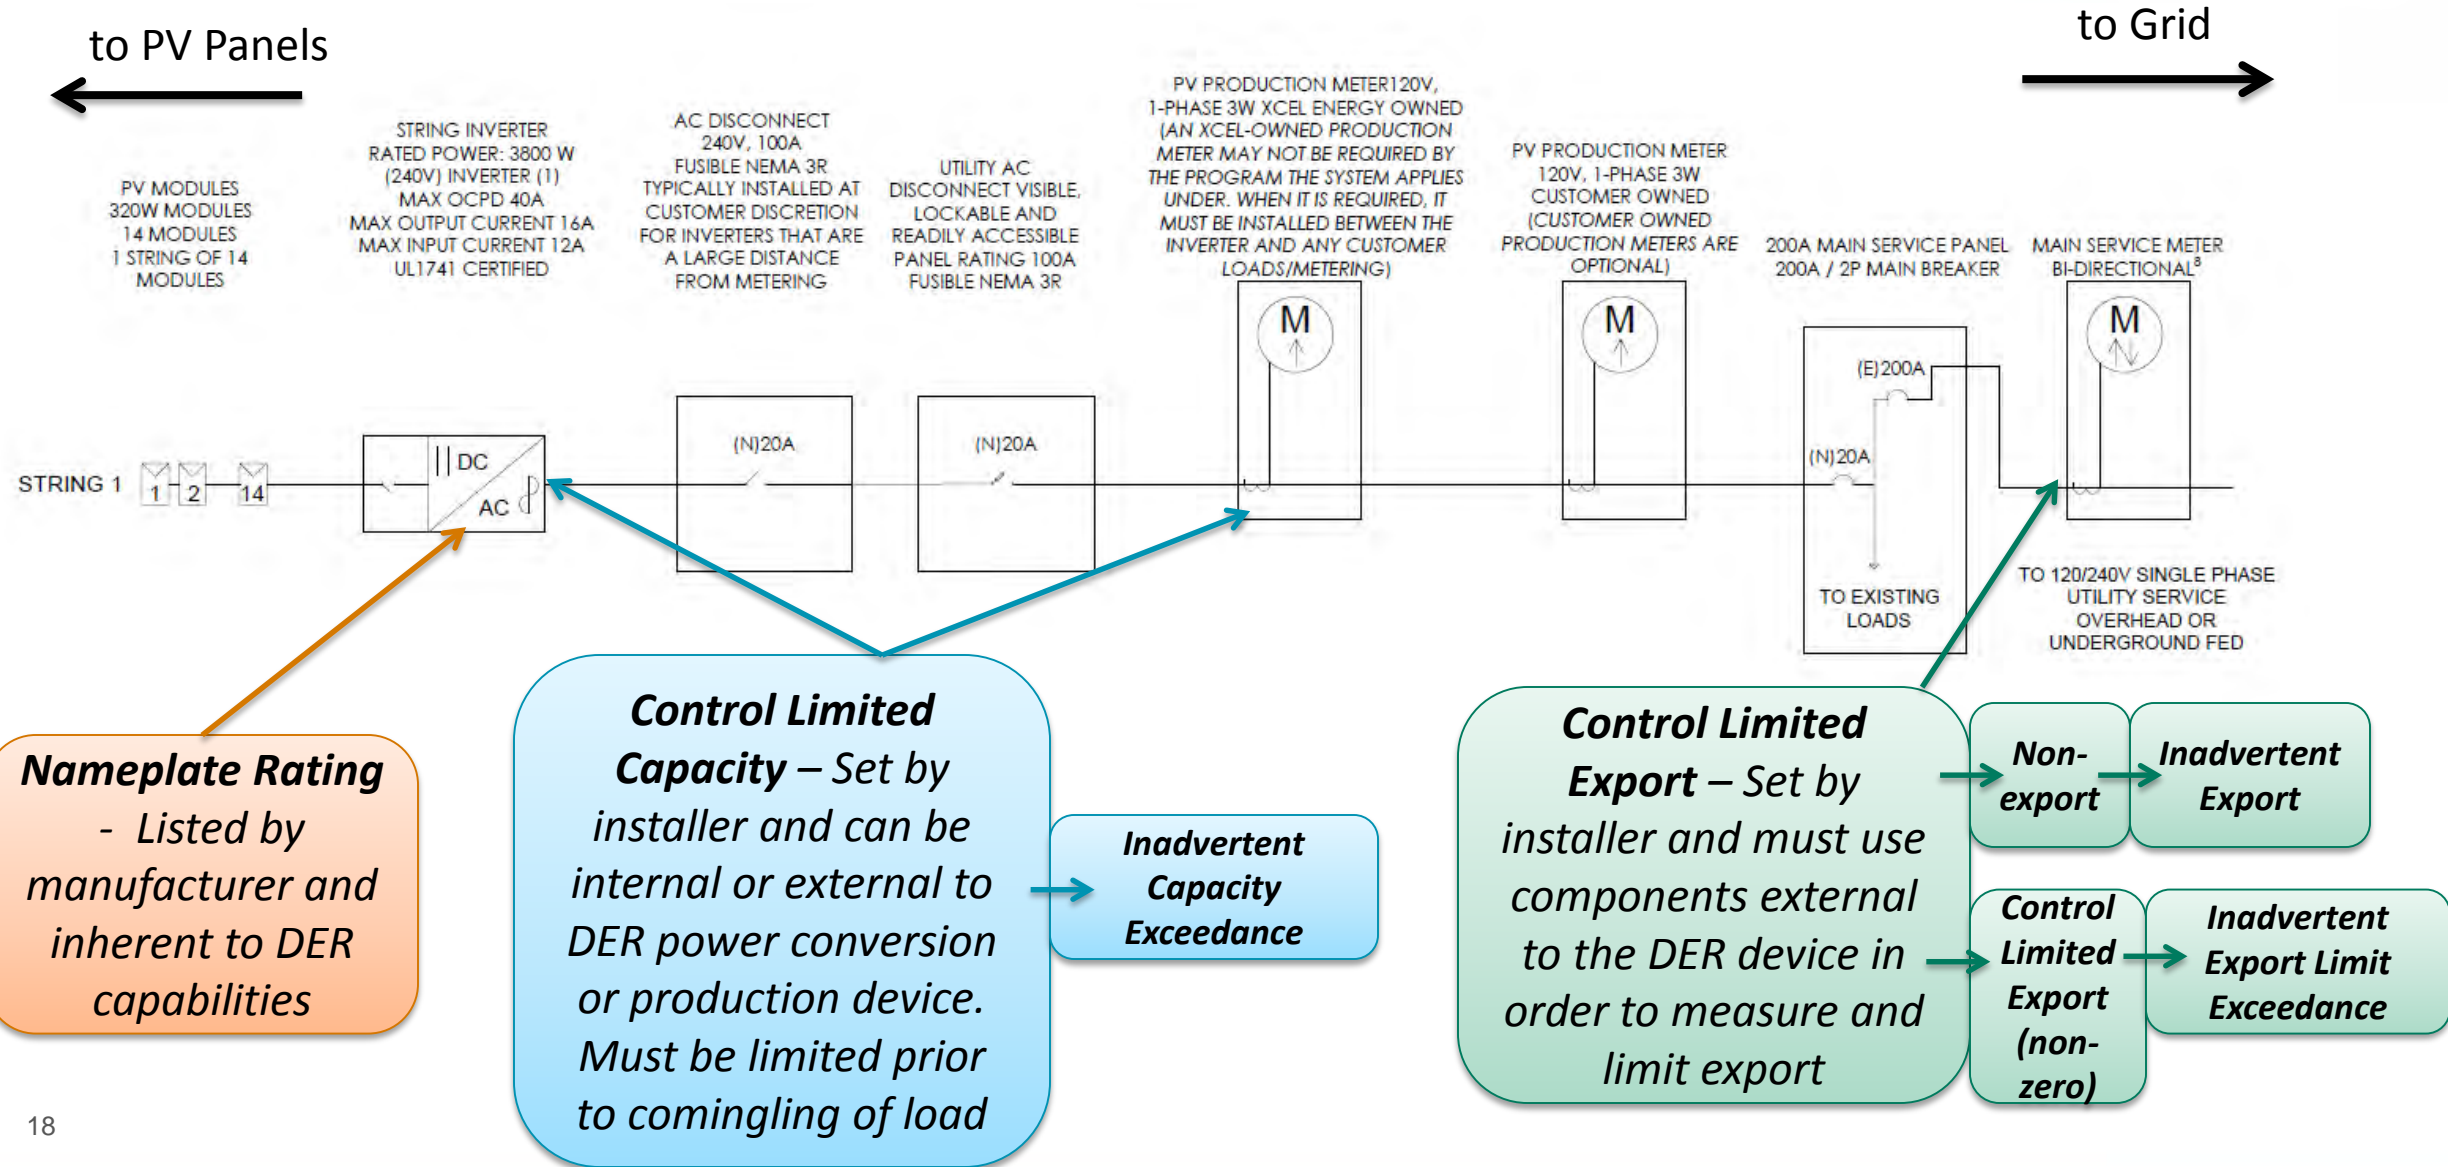 to PV Panels
to Grid
PV MODULES
320W MODULES
14 MODULES
1 STRING OF 14
MODULES
STRING INVERTER
RATED POWER: 3800 W
(240V) INVERTER (1)
MAX OCPD 40A
MAX OUTPUT CURRENT 16A
MAX INPUT CURRENT 12A
UL1741 CERTIFIED
AC DISCONNECT
240V, 100A
FUSIBLE NEMA 3R
TYPICALLY INSTALLED AT
CUSTOMER DISCRETION
FOR INVERTERS THAT ARE
A LARGE DISTANCE
FROM METERING
UTILITY AC
DISCONNECT VISIBLE,
LOCKABLE AND
READILY ACCESSIBLE
PANEL RATING 100A
FUSIBLE NEMA 3R
PV PRODUCTION METER120V,
1-PHASE 3W XCEL ENERGY OWNED
(AN XCEL-OWNED PRODUCTION
METER MAY NOT BE REQUIRED BY
THE PROGRAM THE SYSTEM APPLIES
UNDER. WHEN IT IS REQUIRED, IT
MUST BE INSTALLED BETWEEN THE
INVERTER AND ANY CUSTOMER
LOADS/METERING)
PV PRODUCTION METER
120V, 1-PHASE 3W
CUSTOMER OWNED
(CUSTOMER OWNED
PRODUCTION METERS ARE
OPTIONAL)
200A MAIN SERVICE PANEL
200A / 2P MAIN BREAKER
MAIN SERVICE METER
BI-DIRECTIONAL⁸
M
M
M
(E)200A
(N)20A
(N)20A
(N)20A
STRING 1
1
2
14
DC
AC
TO EXISTING
LOADS
TO 120/240V SINGLE PHASE
UTILITY SERVICE
OVERHEAD OR
UNDERGROUND FED
Nameplate Rating
- Listed by
manufacturer and
inherent to DER
capabilities
Control Limited
Capacity – Set by
installer and can be
internal or external to
DER power conversion
or production device.
Must be limited prior
to comingling of load
Inadvertent
Capacity
Exceedance
Control Limited
Export – Set by
installer and must use
components external
to the DER device in
order to measure and
limit export
Non-
export
Inadvertent
Export
Control
Limited
Export
(non-
zero)
Inadvertent
Export Limit
Exceedance
18